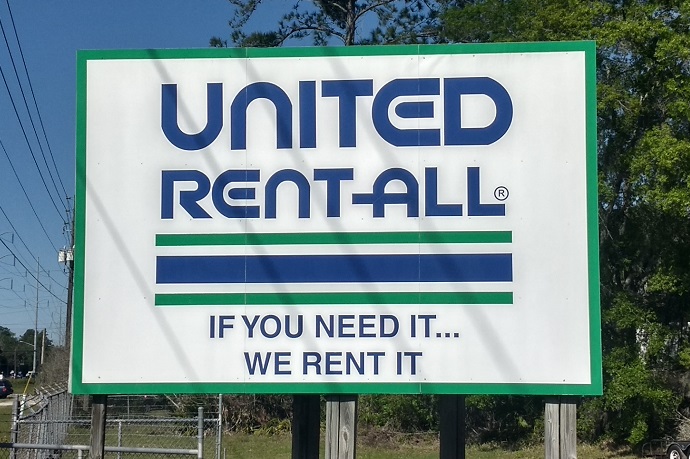 UNITED
RENT-ALL®
IF YOU NEED IT...
WE RENT IT